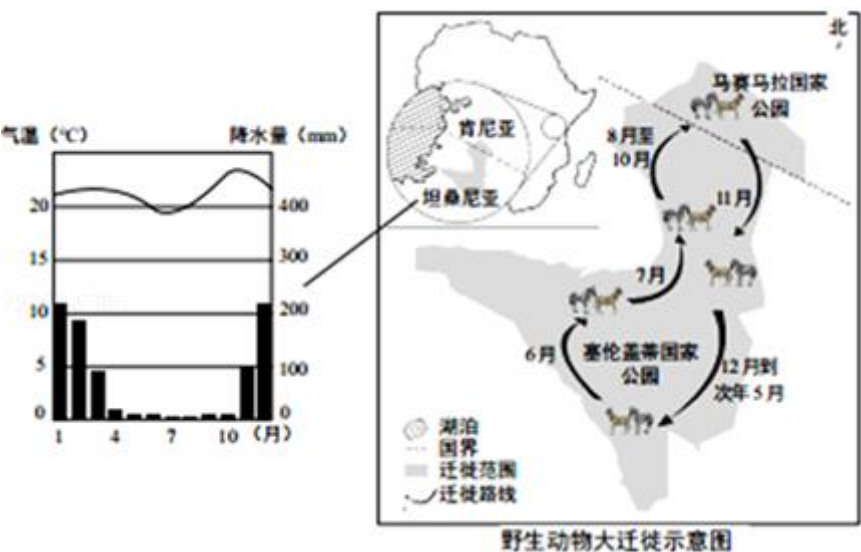 气温（℃）
降水量（mm）
20
15
10
5
0
400
300
200
100
0
1
4
7
10
（月）
北
肯尼亚
坦桑尼亚
马赛马拉国家
公园
8月至
10月
11月
7月
6月
塞伦盖蒂国家
公园
12月到
次年5月
湖泊
国界
迁徙范围
迁徙路线
野生动物大迁徙示意图